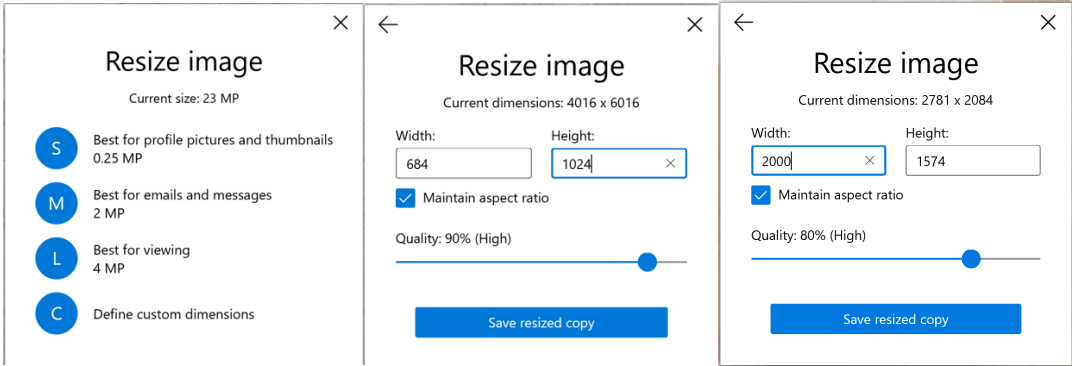 Resize image
Current size: 23 MP
S
Best for profile pictures and thumbnails
0.25 MP
M
Best for emails and messages
2 MP
L
Best for viewing
4 MP
C
Define custom dimensions
Resize image
Current dimensions: 4016 x 6016
Width: Height:
684 1024
Maintain aspect ratio
Quality: 90% (High)
Save resized copy
Resize image
Current dimensions: 2781 x 2084
Width: Height:
2000 1574
Maintain aspect ratio
Quality: 80% (High)
Save resized copy